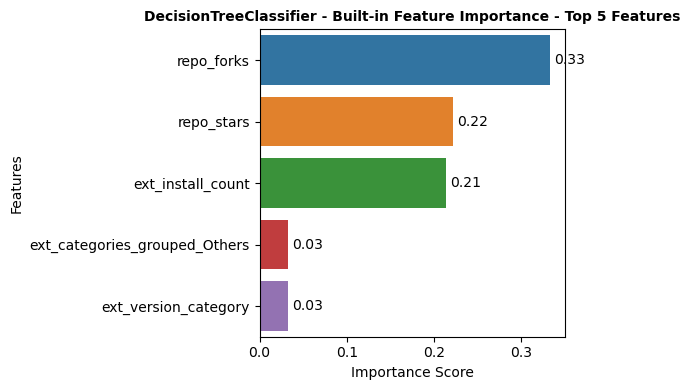 DecisionTreeClassifier - Built-in Feature Importance - Top 5 Features
repo_forks
0.33
repo_stars
0.22
ext_install_count
0.21
ext_categories_grouped_Others
0.03
ext_version_category
0.03
Features
0.0 0.1 0.2 0.3
Importance Score